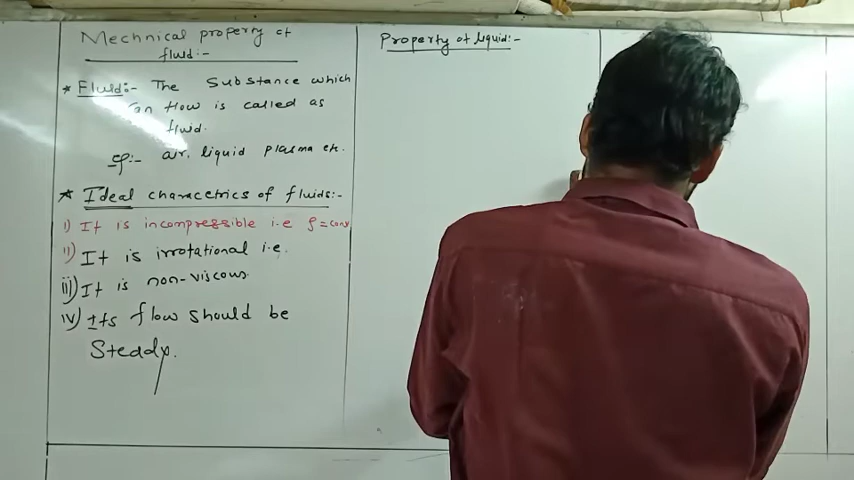 Mechnical property of
fluid:-
* Fluid:- The Substance which
Can flow is called as
fluid.
eg:- air, liquid plasma etc.
* Ideal characetrics of fluids:-
i) It is incompressible i.e ρ = cons
ii) It is irrotational i.e.
iii) It is non-viscous.
iv) Its flow should be
Steady.
Property of liquid:-